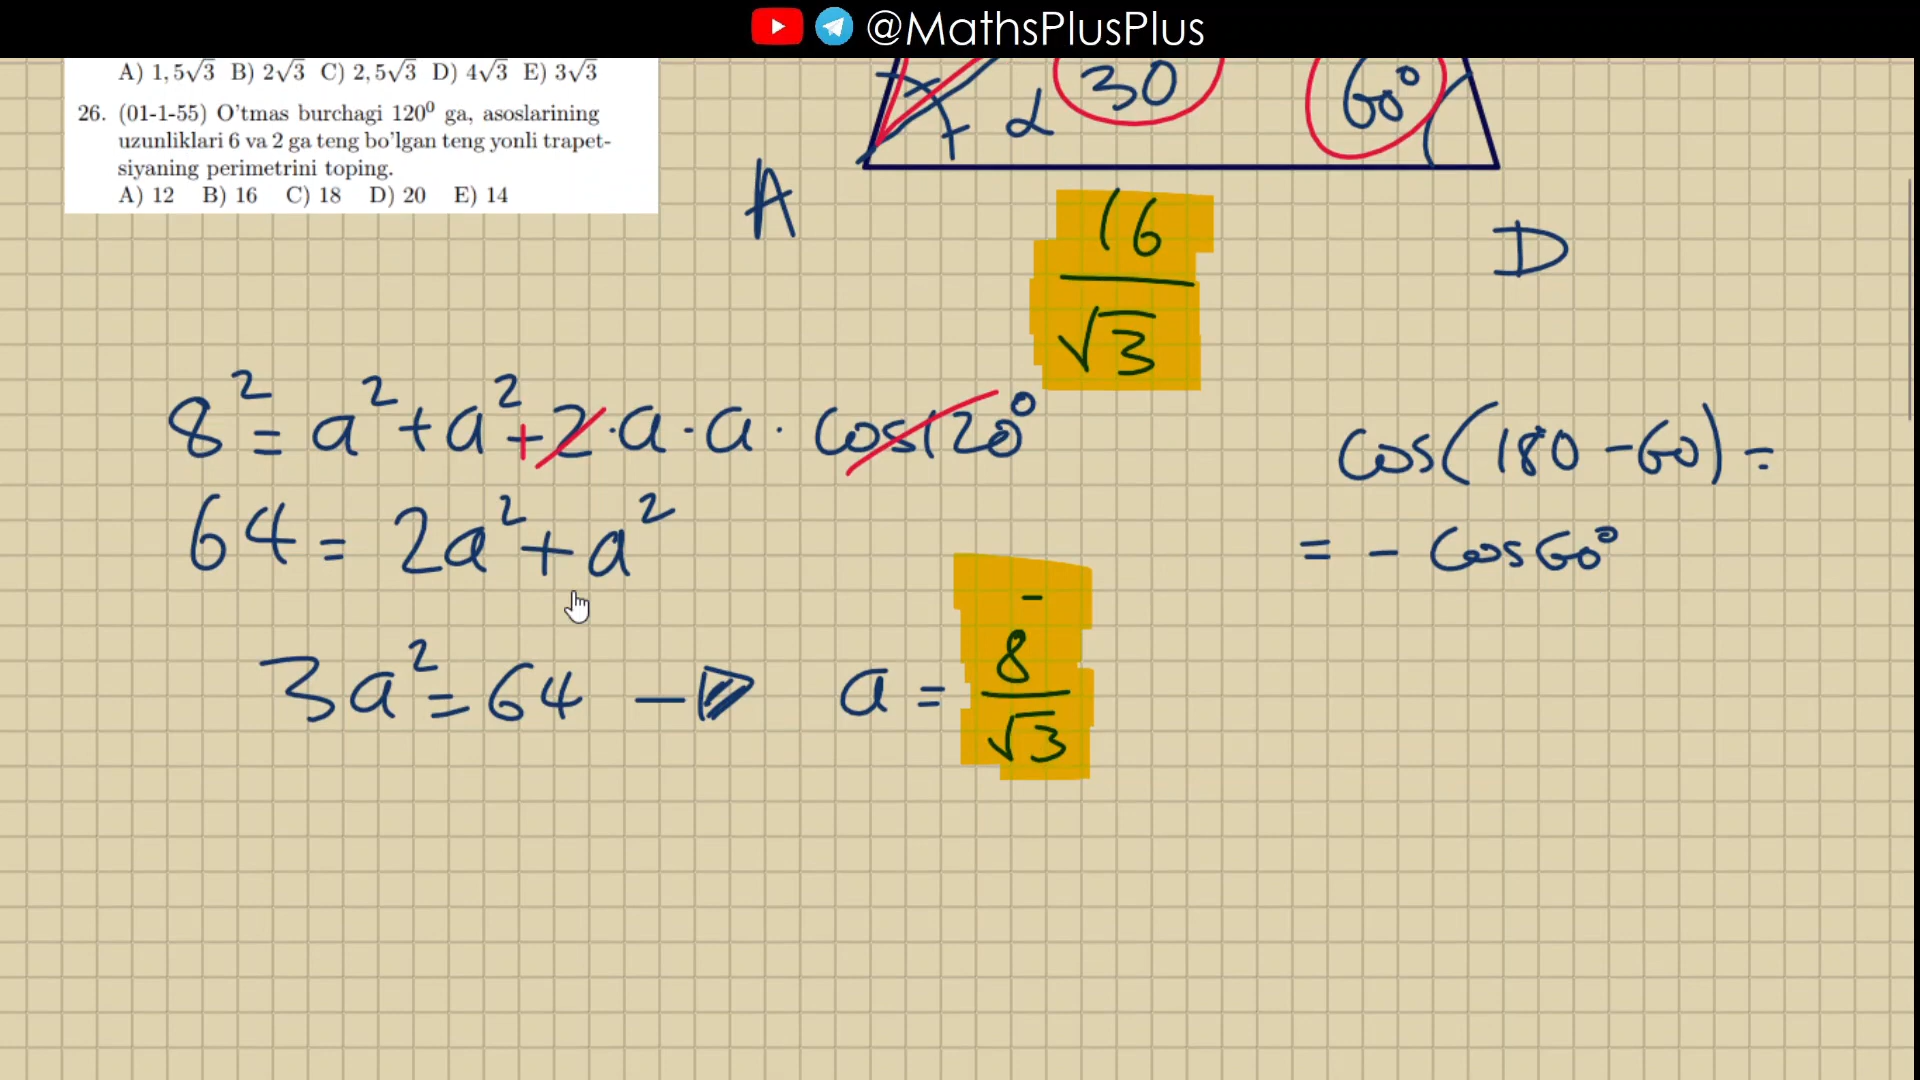 @MathsPlusPlus
A) 1,5√3 B) 2√3 C) 2,5√3 D) 4√3 E) 3√3
26. (01-1-55) O'tmas burchagi 120⁰ ga, asoslarining
uzunliklari 6 va 2 ga teng bo'lgan teng yonli trapet-
siyaning perimetrini toping.
A) 12 B) 16 C) 18 D) 20 E) 14
α 30 60°
A
D
16/√3
8² = a² + a² + 2·a·a·cos120°
64 = 2a² + a²
3a² = 64 → a = 8/√3
cos(180-60) =
= - cos60°